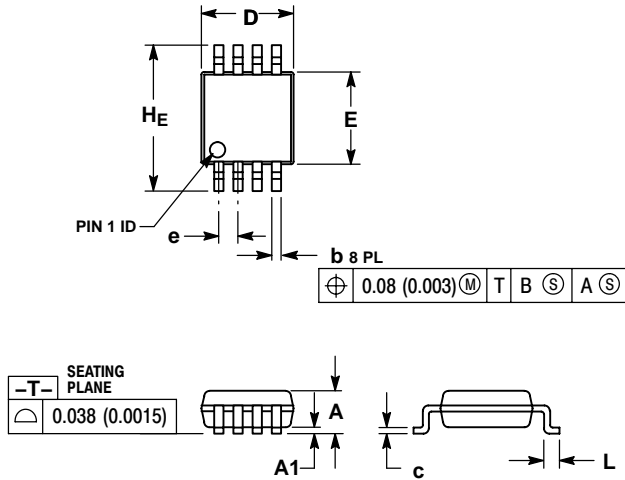 D
HE
E
PIN 1 ID
e
b 8 PL
⌖ 0.08 (0.003) Ⓜ T B Ⓢ A Ⓢ
–T– SEATING PLANE
⌓ 0.038 (0.0015)
A
A1
c
L